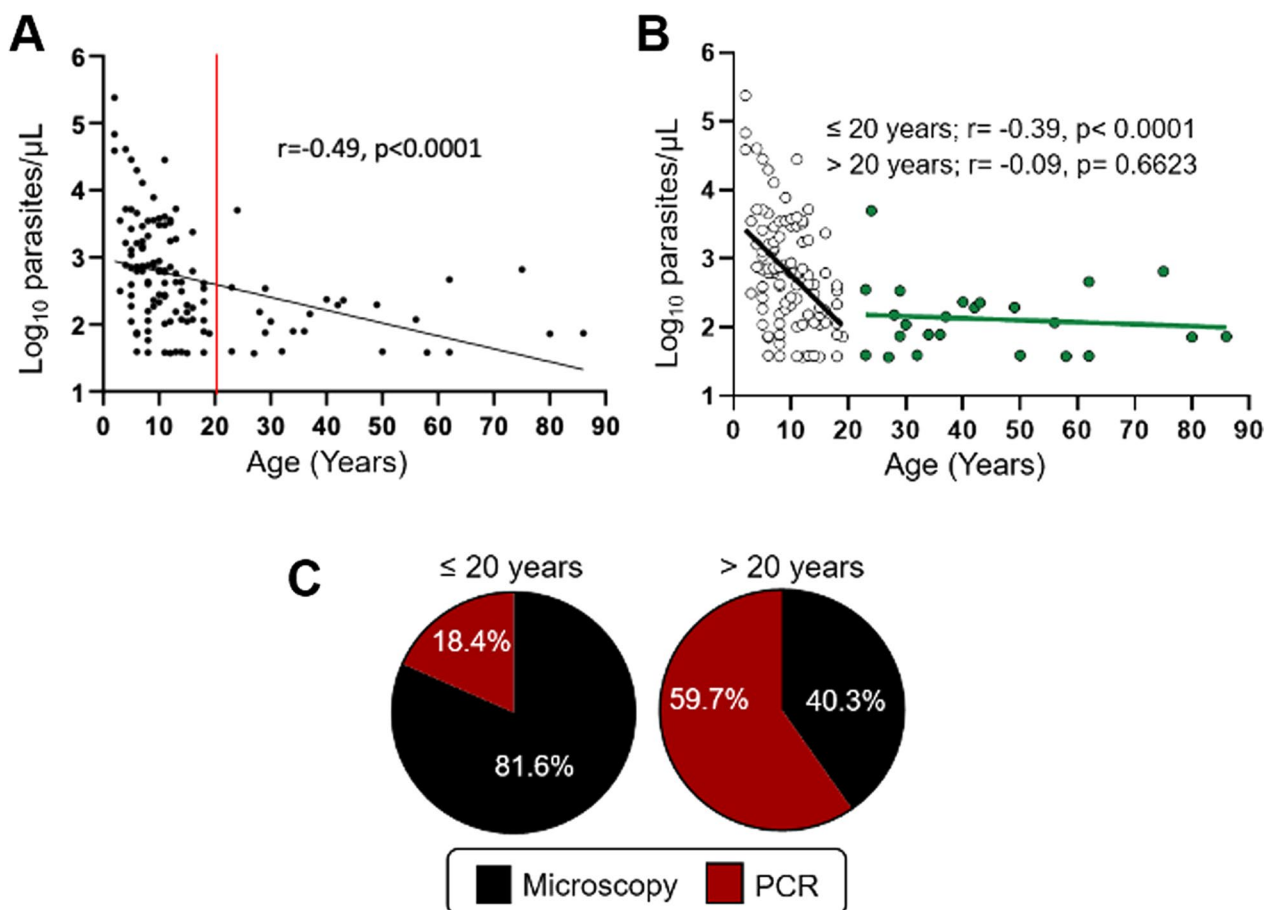 A
Log₁₀ parasites/µL
6
5
4
3
2
1
r=-0.49, p<0.0001
0 10 20 30 40 50 60 70 80 90
Age (Years)
B
Log₁₀ parasites/µL
6
5
4
3
2
1
≤ 20 years; r= -0.39, p< 0.0001
> 20 years; r= -0.09, p= 0.6623
0 10 20 30 40 50 60 70 80 90
Age (Years)
C
≤ 20 years
18.4%
81.6%
> 20 years
59.7%
40.3%
Microscopy PCR